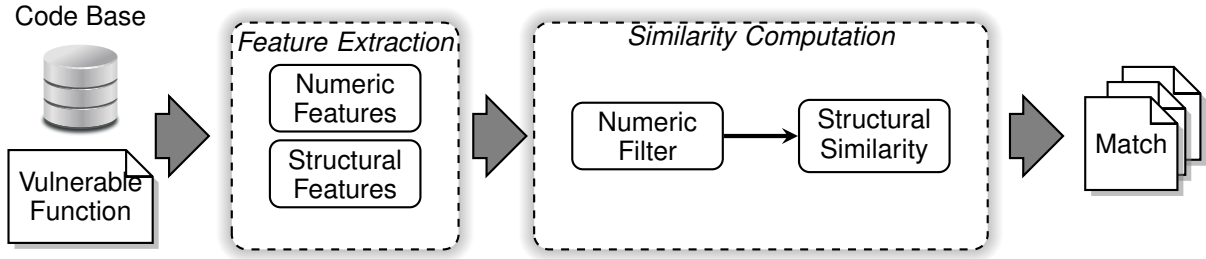 Code Base
Vulnerable
Function
Feature Extraction
Numeric
Features
Structural
Features
Similarity Computation
Numeric
Filter
Structural
Similarity
Match